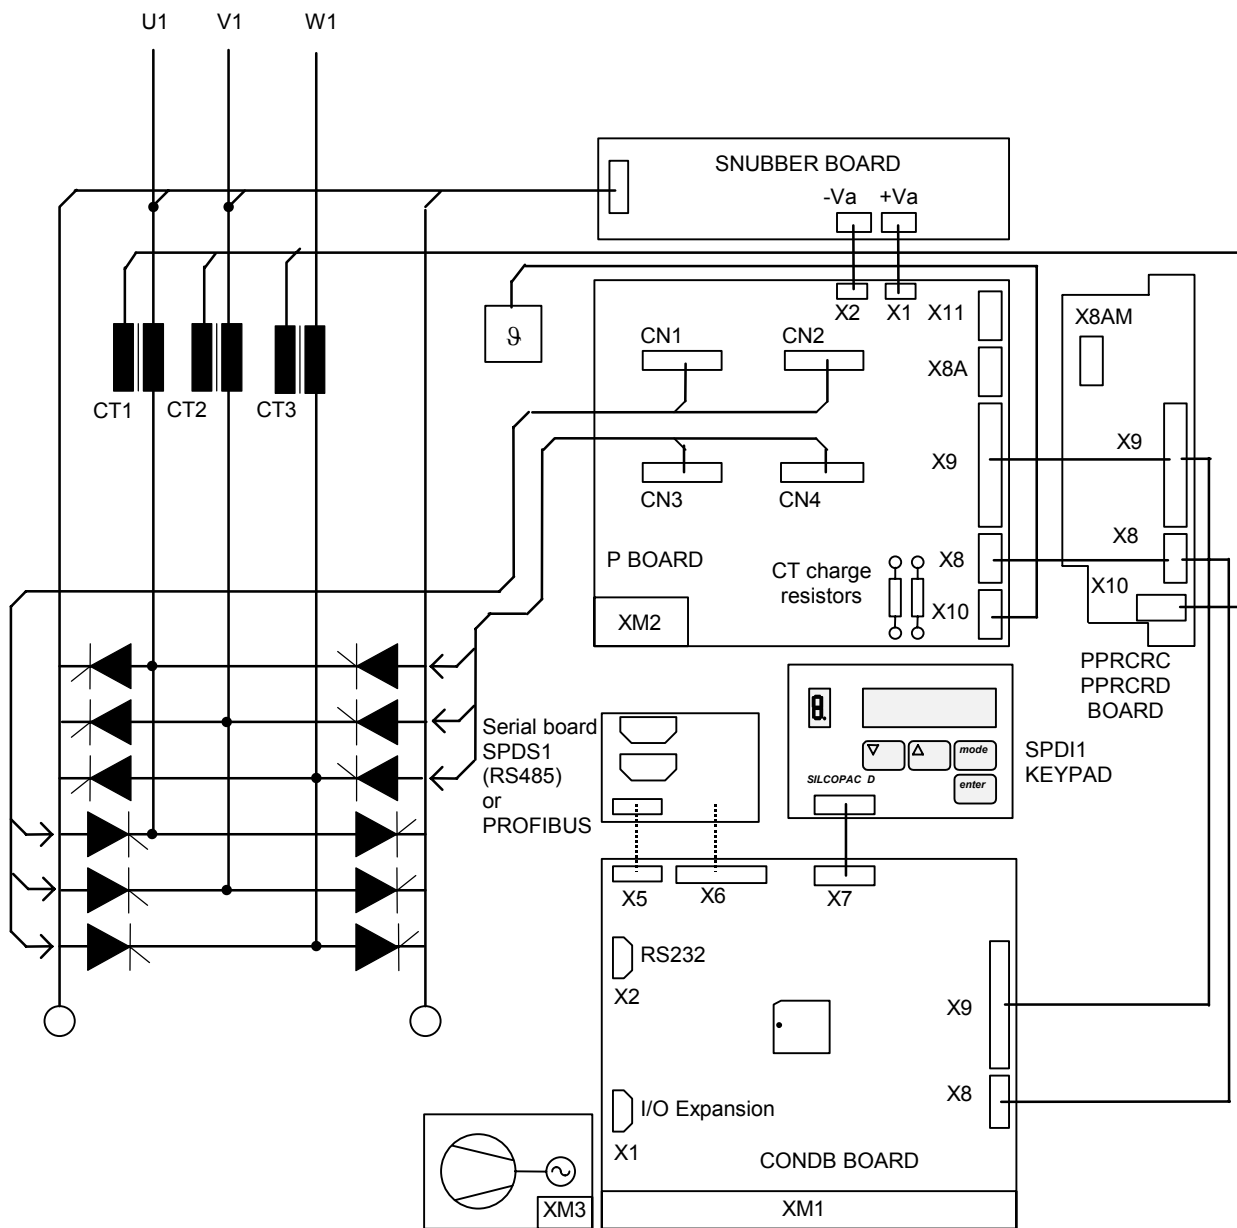 U1 V1 W1
SNUBBER BOARD
-Va +Va
X2 X1 X11
X8AM
CN1 CN2
X8A
CT1 CT2 CT3
X9
X9
CN3 CN4
P BOARD
X8
X8
CT charge
resistors
X10
X10
XM2
PPRCRC
PPRCRD
BOARD
8.
mode
enter
SILCOPAC D
SPDI1
KEYPAD
Serial board
SPDS1
(RS485)
or
PROFIBUS
ϑ
X5 X6 X7
RS232
X2
X9
X8
I/O Expansion
X1
CONDB BOARD
XM3
XM1